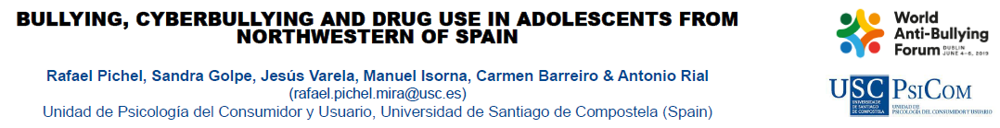 BULLYING, CYBERBULLYING AND DRUG USE IN ADOLESCENTS FROM
NORTHWESTERN OF SPAIN
Rafael Pichel, Sandra Golpe, Jesús Varela, Manuel Isorna, Carmen Barreiro & Antonio Rial
(rafael.pichel.mira@usc.es)
Unidad de Psicología del Consumidor y Usuario, Universidad de Santiago de Compostela (Spain)
World
Anti-Bullying
Forum DUBLIN
JUNE 4-6, 2019
USC PSICOM
UNIVERSIDADE
DE SANTIAGO
DE COMPOSTELA
UNIDAD DE
PSICOLOGÍA DEL CONSUMIDOR Y USUARIO